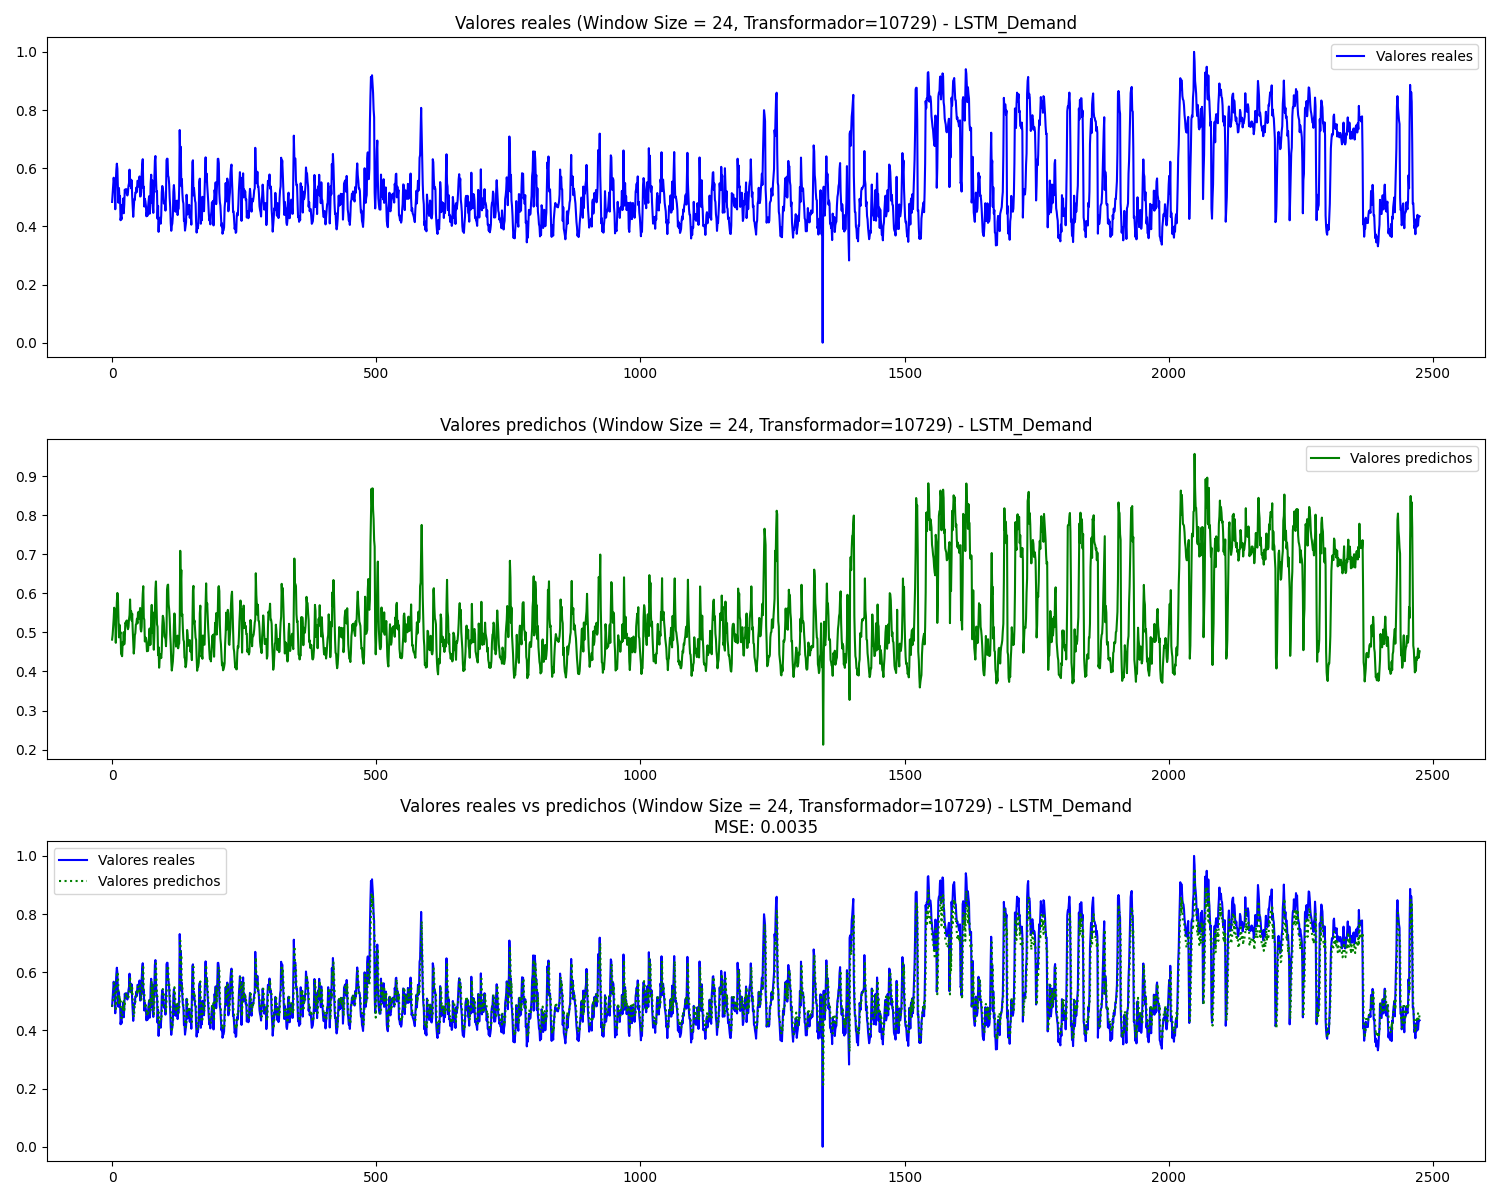 Valores reales (Window Size = 24, Transformador=10729) - LSTM_Demand
Valores reales
1.0
0.8
0.6
0.4
0.2
0.0
0 500 1000 1500 2000 2500
Valores predichos (Window Size = 24, Transformador=10729) - LSTM_Demand
Valores predichos
0.9
0.8
0.7
0.6
0.5
0.4
0.3
0.2
0 500 1000 1500 2000 2500
Valores reales vs predichos (Window Size = 24, Transformador=10729) - LSTM_Demand
MSE: 0.0035
Valores reales
Valores predichos
1.0
0.8
0.6
0.4
0.2
0.0
0 500 1000 1500 2000 2500